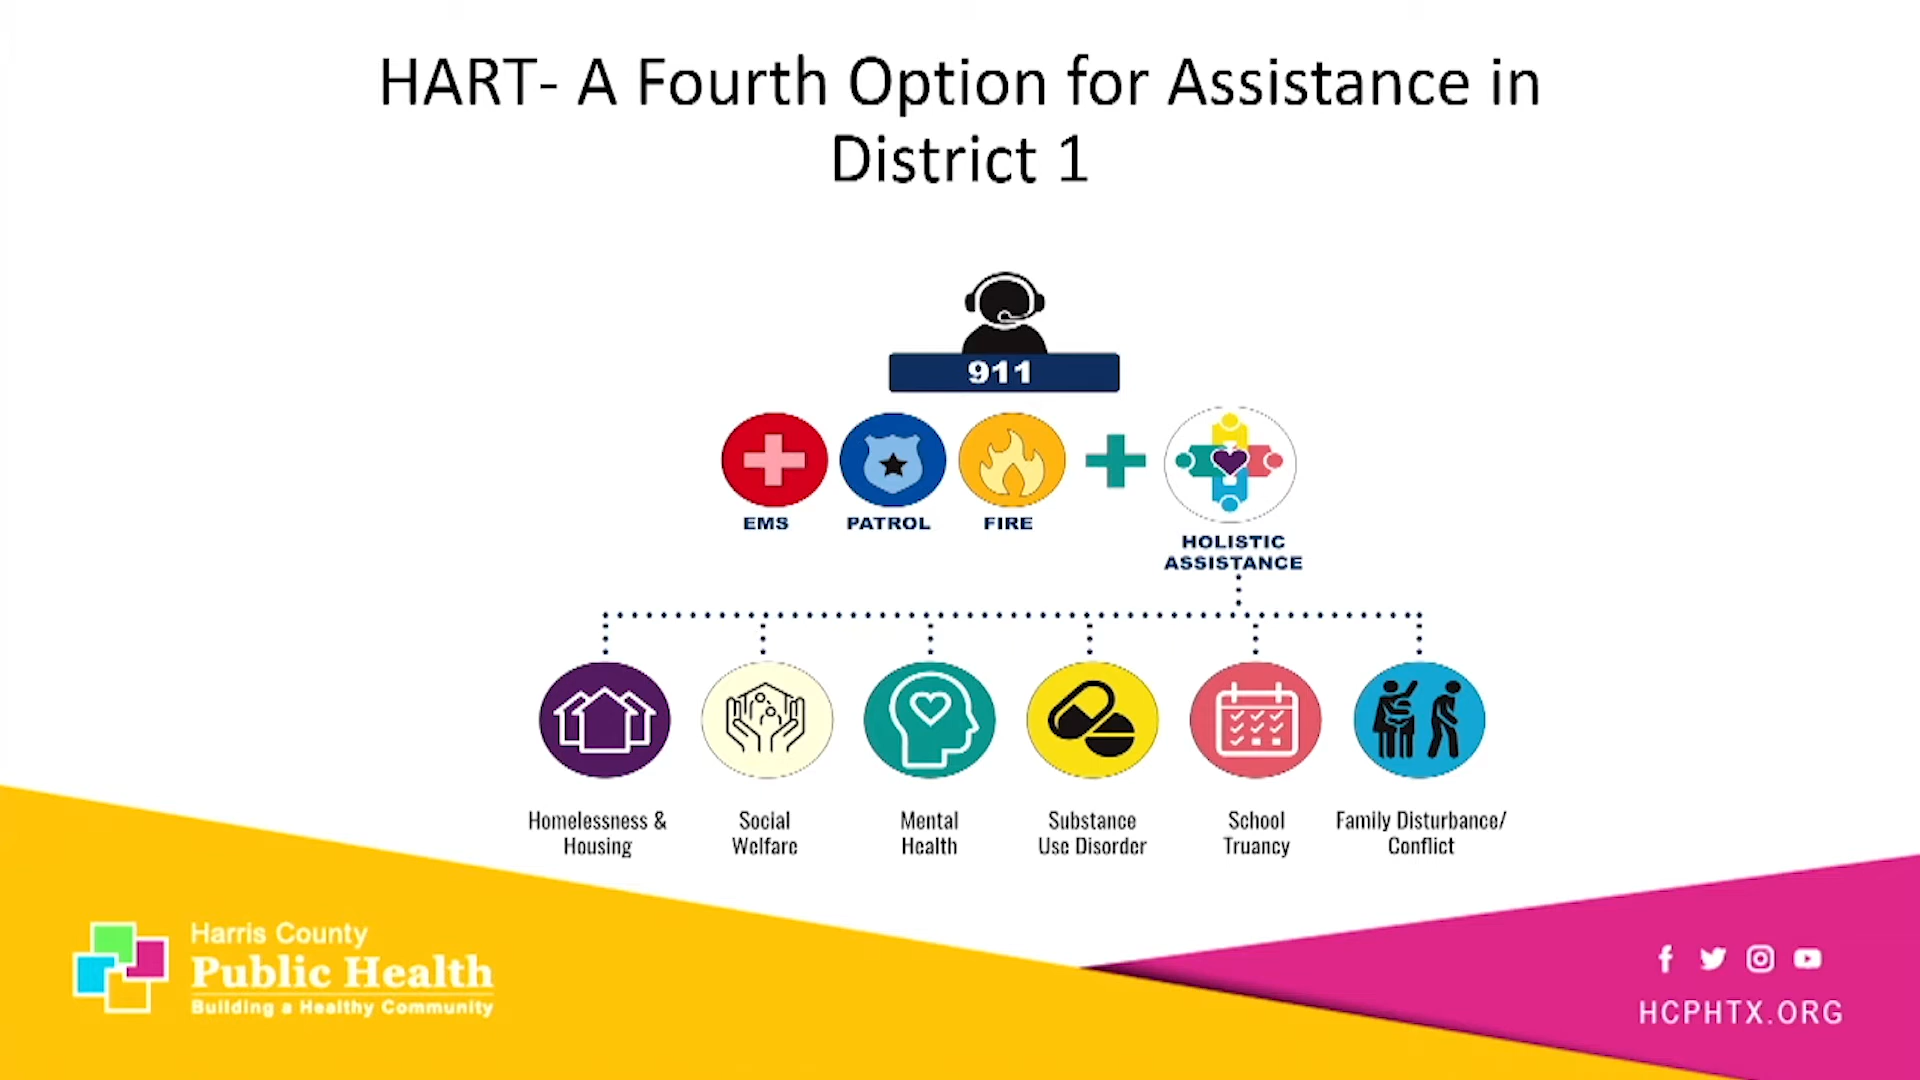 HART- A Fourth Option for Assistance in
District 1
911
EMS
PATROL
FIRE
HOLISTIC
ASSISTANCE
Homelessness &
Housing
Social
Welfare
Mental
Health
Substance
Use Disorder
School
Truancy
Family Disturbance/
Conflict
Harris County
Public Health
Building a Healthy Community
HCPHTX.ORG